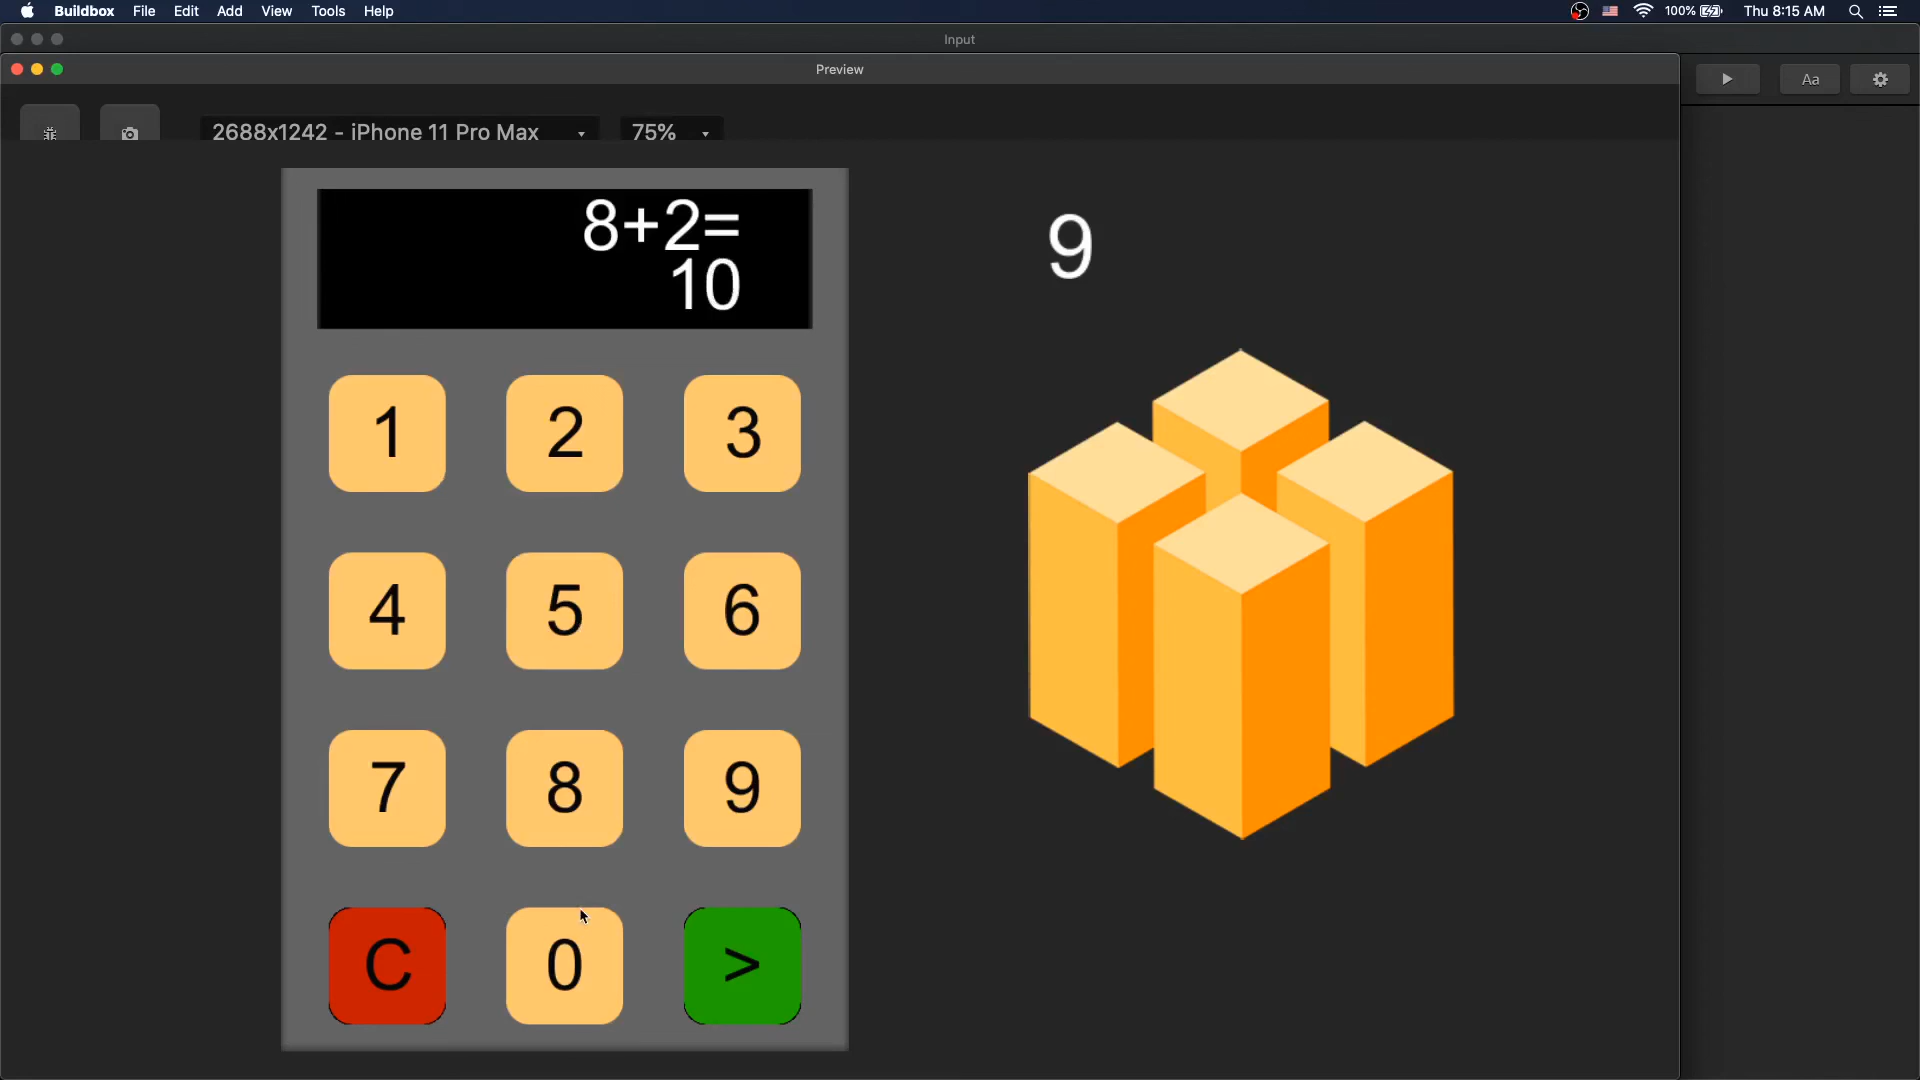 Buildbox File Edit Add View Tools Help 100% Thu 8:15 AM
Input
Preview
Aa
2688x1242 - iPhone 11 Pro Max 75%
8+2=
10
9
1 2 3
4 5 6
7 8 9
C 0 >